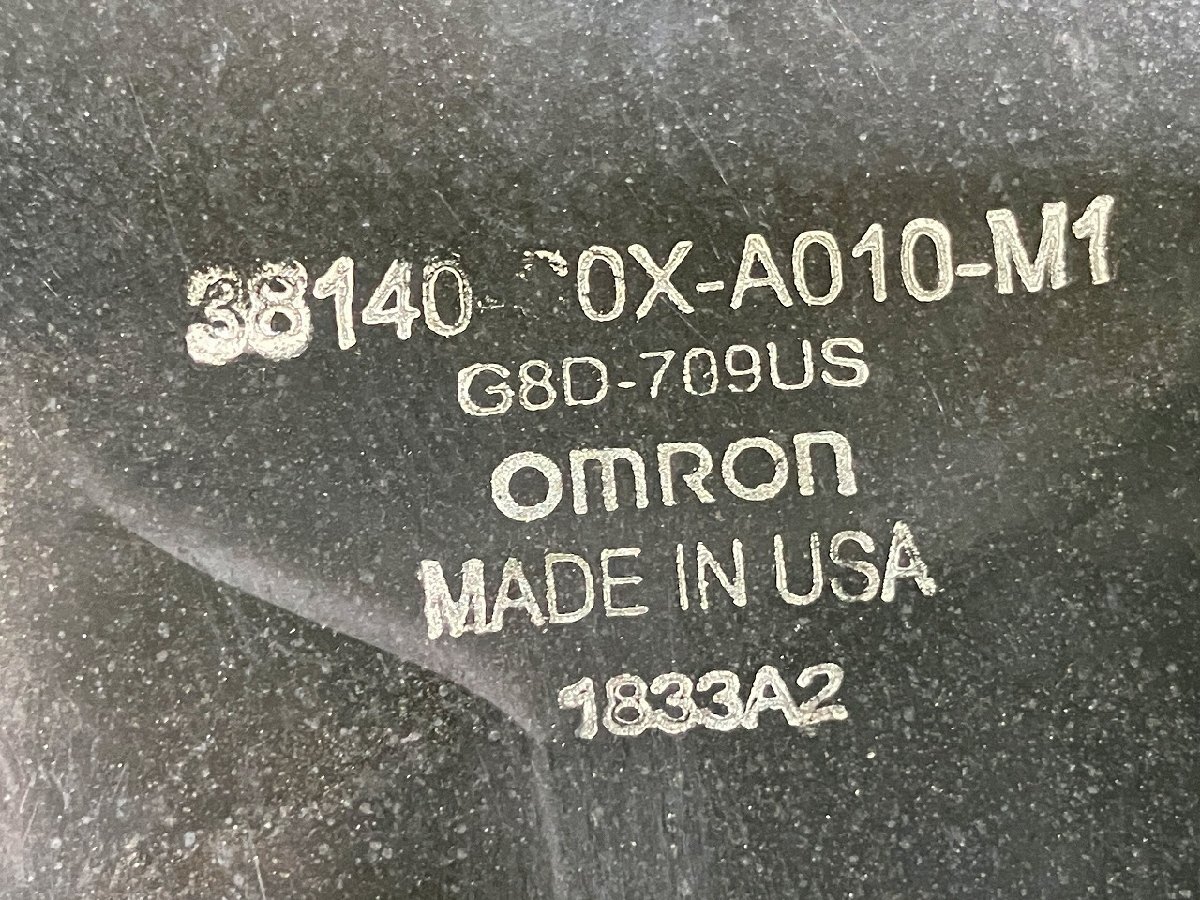 38140- 0X-A010-M1
G8D-709US
omron
MADE IN USA
1833A2